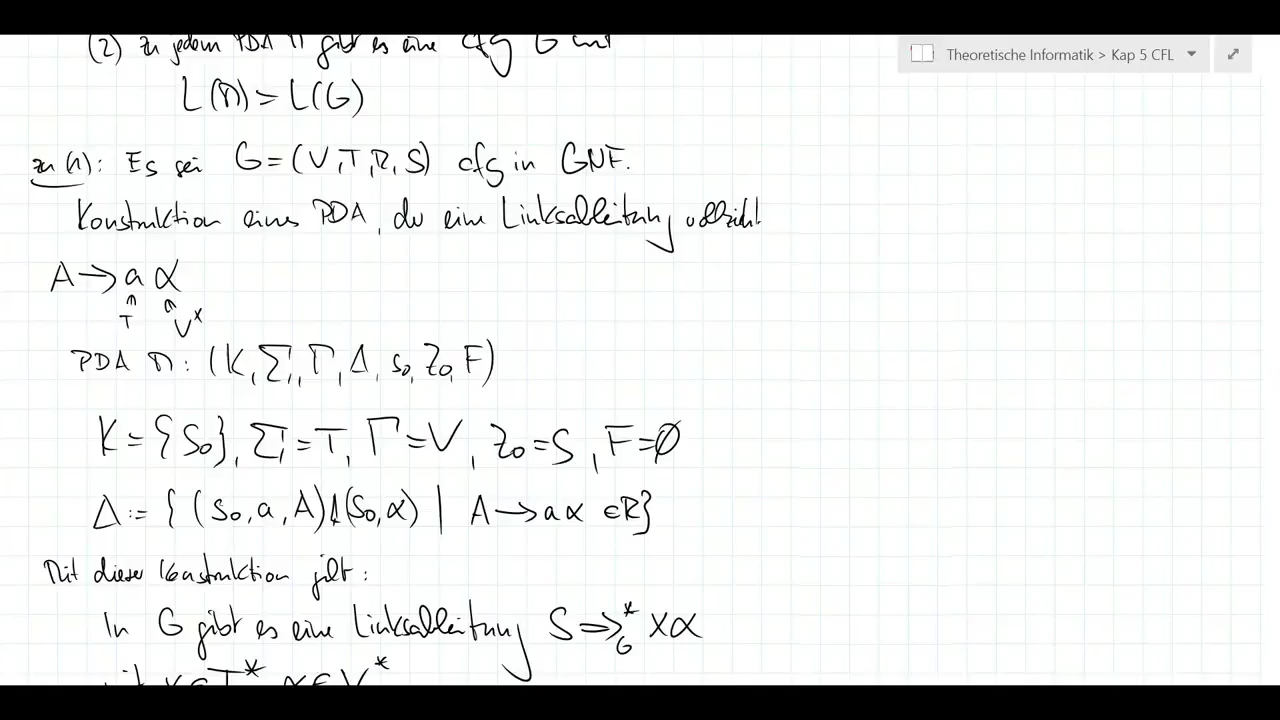 (2) zu jedem PDA M gibt es eine cfg G mit
Theoretische Informatik > Kap 5 CFL
L(M) = L(G)
zu (1): Es sei G = (V,T,R,S) cfg in GNF.
Konstruktion eines PDA, der eine Linksableitung vollzieht
A → a α
T V*
PDA M: (K, Σ, Γ, Δ, s₀, Z₀, F)
K = {s₀}, Σ = T, Γ = V, Z₀ = S, F = ∅
Δ := { (s₀, a, A) (s₀, α) | A → a α ∈ R}
Mit dieser Konstruktion gilt:
In G gibt es eine Linksableitung S ⇒*G xα
mit x ∈ T* α ∈ V*